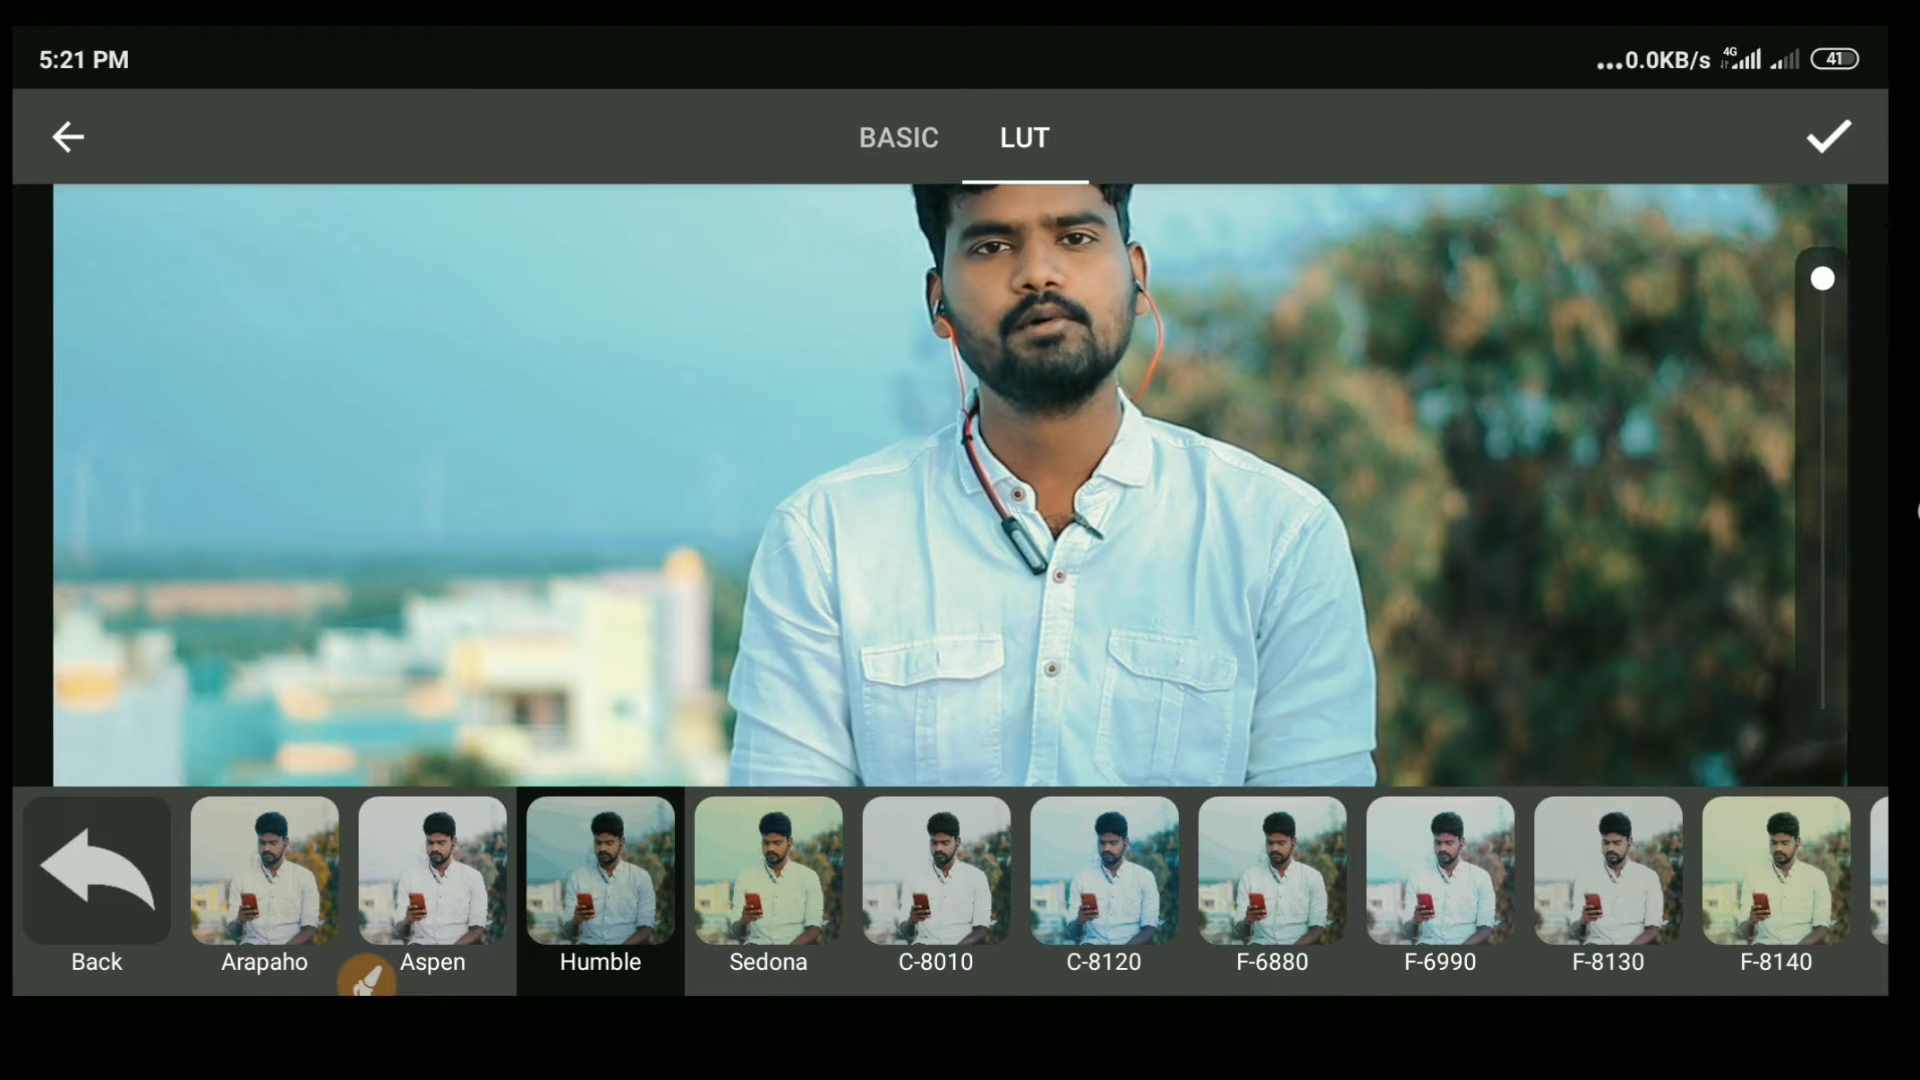 5:21 PM
...0.0KB/s 4G 41
BASIC LUT
Back Arapaho Aspen Humble Sedona C-8010 C-8120 F-6880 F-6990 F-8130 F-8140